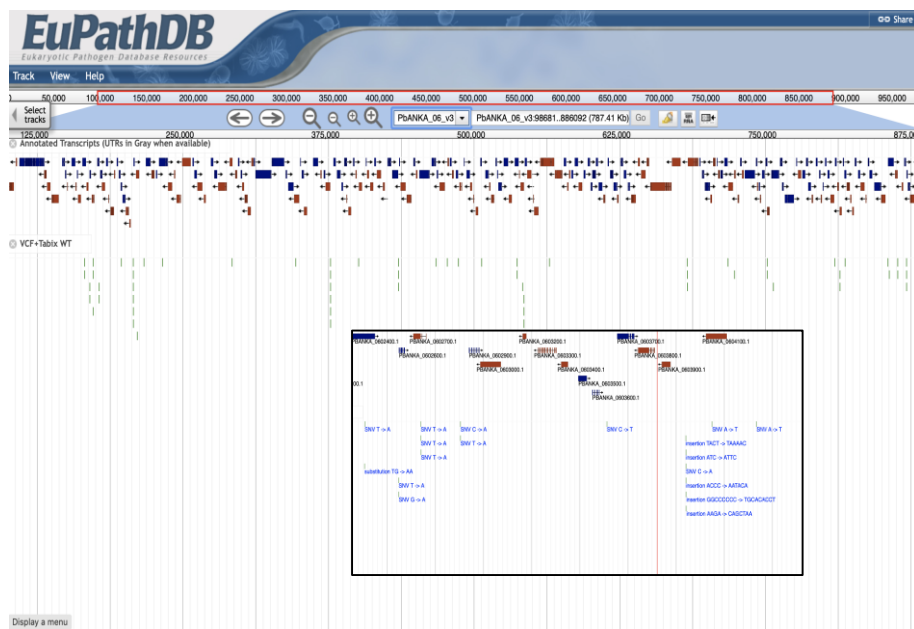 EuPathDB
Eukaryotic Pathogen Database Resources
Share
Track View Help
50,000 100,000 150,000 200,000 250,000 300,000 350,000 400,000 450,000 500,000 550,000 600,000 650,000 700,000 750,000 800,000 850,000 900,000 950,000
Select tracks
PbANKA_06_v3 PbANKA_06_v3:98681..886092 (787.41 Kb) Go
125,000 250,000 375,000 500,000 625,000 750,000 875,
Annotated Transcripts (UTRs in Gray when available)
VCF+Tabix WT
PBANKA_0602400.1 PBANKA_0602700.1 PBANKA_0603200.1 PBANKA_0603700.1 PBANKA_0604100.1
PBANKA_0602600.1 PBANKA_0602900.1 PBANKA_0603300.1 PBANKA_0603800.1
PBANKA_0603000.1 PBANKA_0603400.1 PBANKA_0603900.1
00.1 PBANKA_0603500.1
PBANKA_0603600.1
SNV T -> A SNV T -> A SNV C -> A SNV C -> T SNV A -> T SNV A -> T
SNV T -> A SNV T -> A insertion TACT -> TAAAAC
SNV T -> A insertion ATC -> ATTC
substitution TG -> AA SNV C -> A
SNV T -> A insertion ACCC -> AATACA
SNV G -> A insertion GGCCCCCC -> TGCACACCT
insertion AAGA -> CAGCTAA
Display a menu